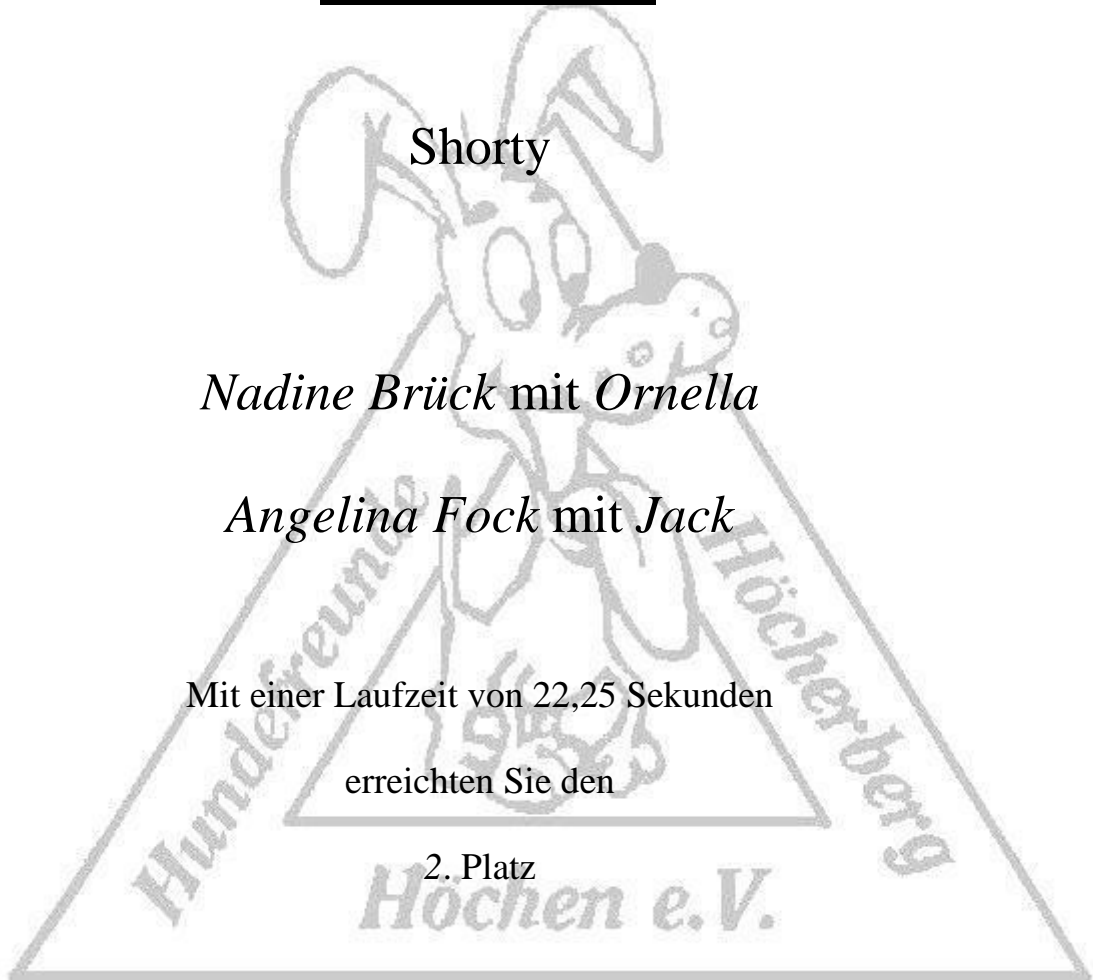 Shorty
Nadine Brück mit Ornella
Angelina Fock mit Jack
Mit einer Laufzeit von 22,25 Sekunden
erreichten Sie den
2. Platz
Hundefreunde
Höcherberg
Höchen e.V.